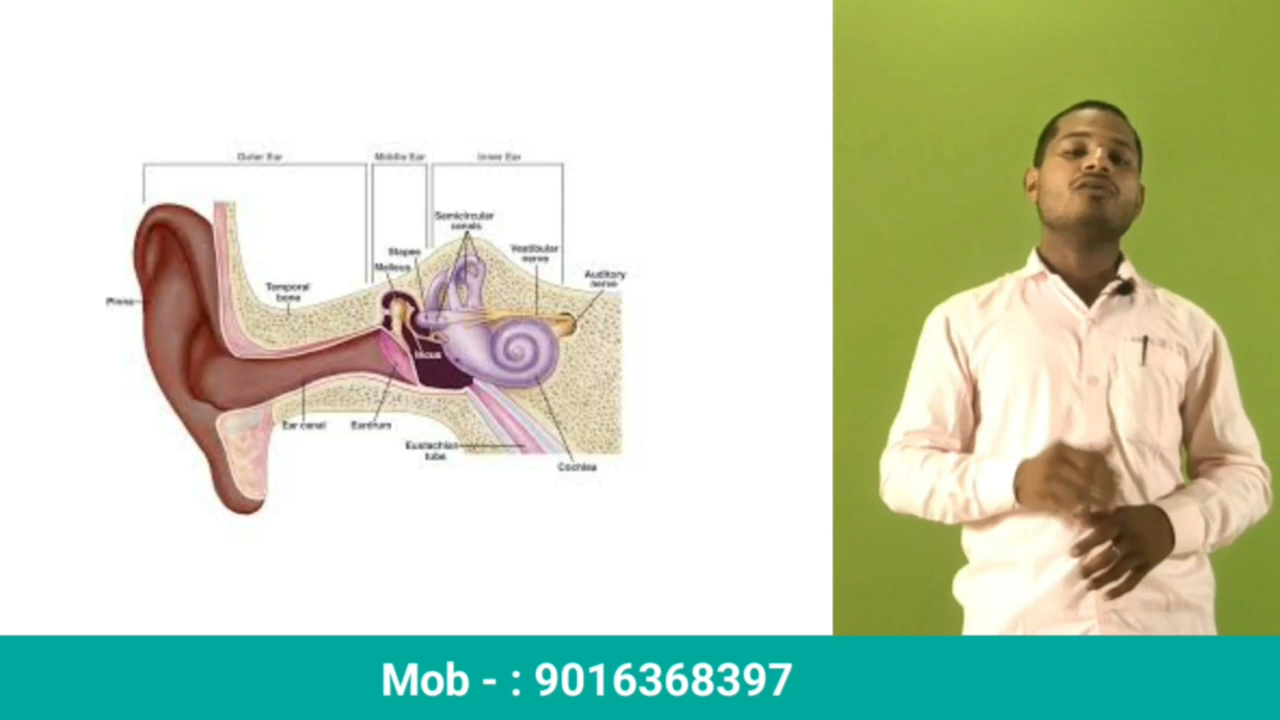 Outer Ear
Middle Ear
Inner Ear
Semicircular
canals
Stapes
Vestibular
nerve
Malleus
Auditory
nerve
Temporal
bone
Pinna
Incus
Ear canal
Eardrum
Eustachian
tube
Cochlea
Mob - : 9016368397